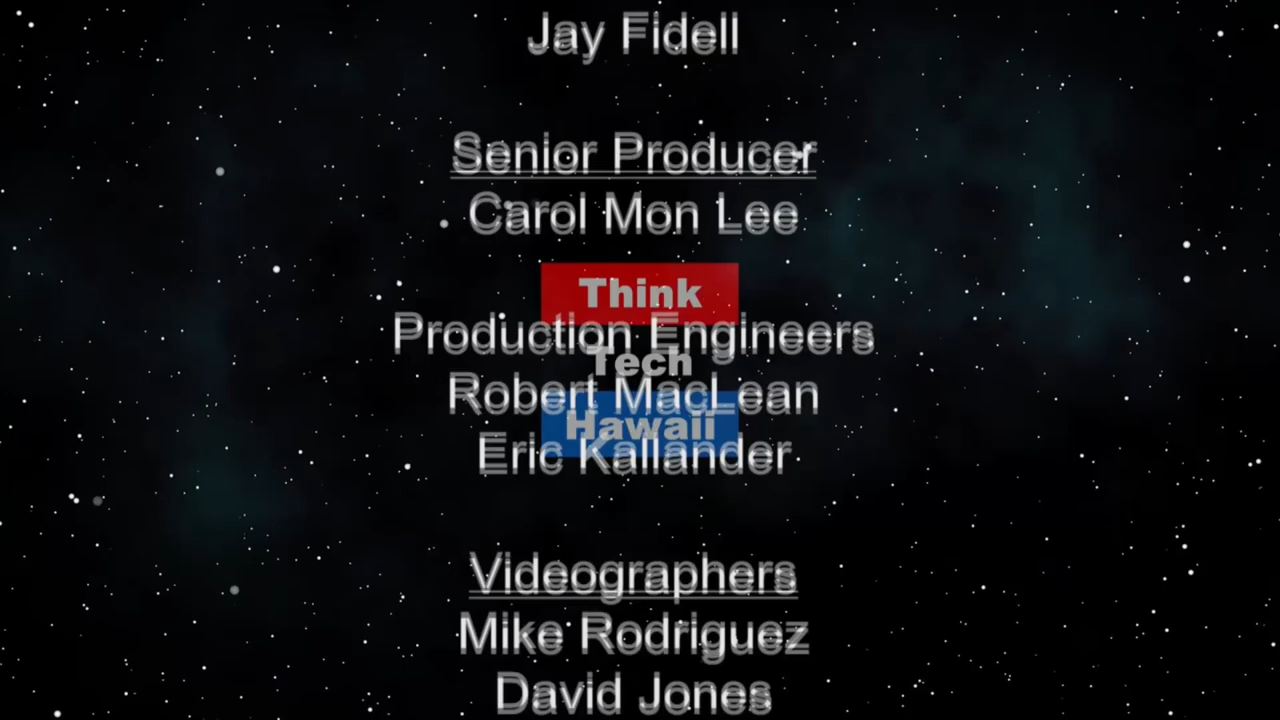 Jay Fidell
Senior Producer
Carol Mon Lee
Think
Production Engineers
Tech
Robert MacLean
Hawaii
Eric Kallander
Videographers
Mike Rodriguez
David Jones